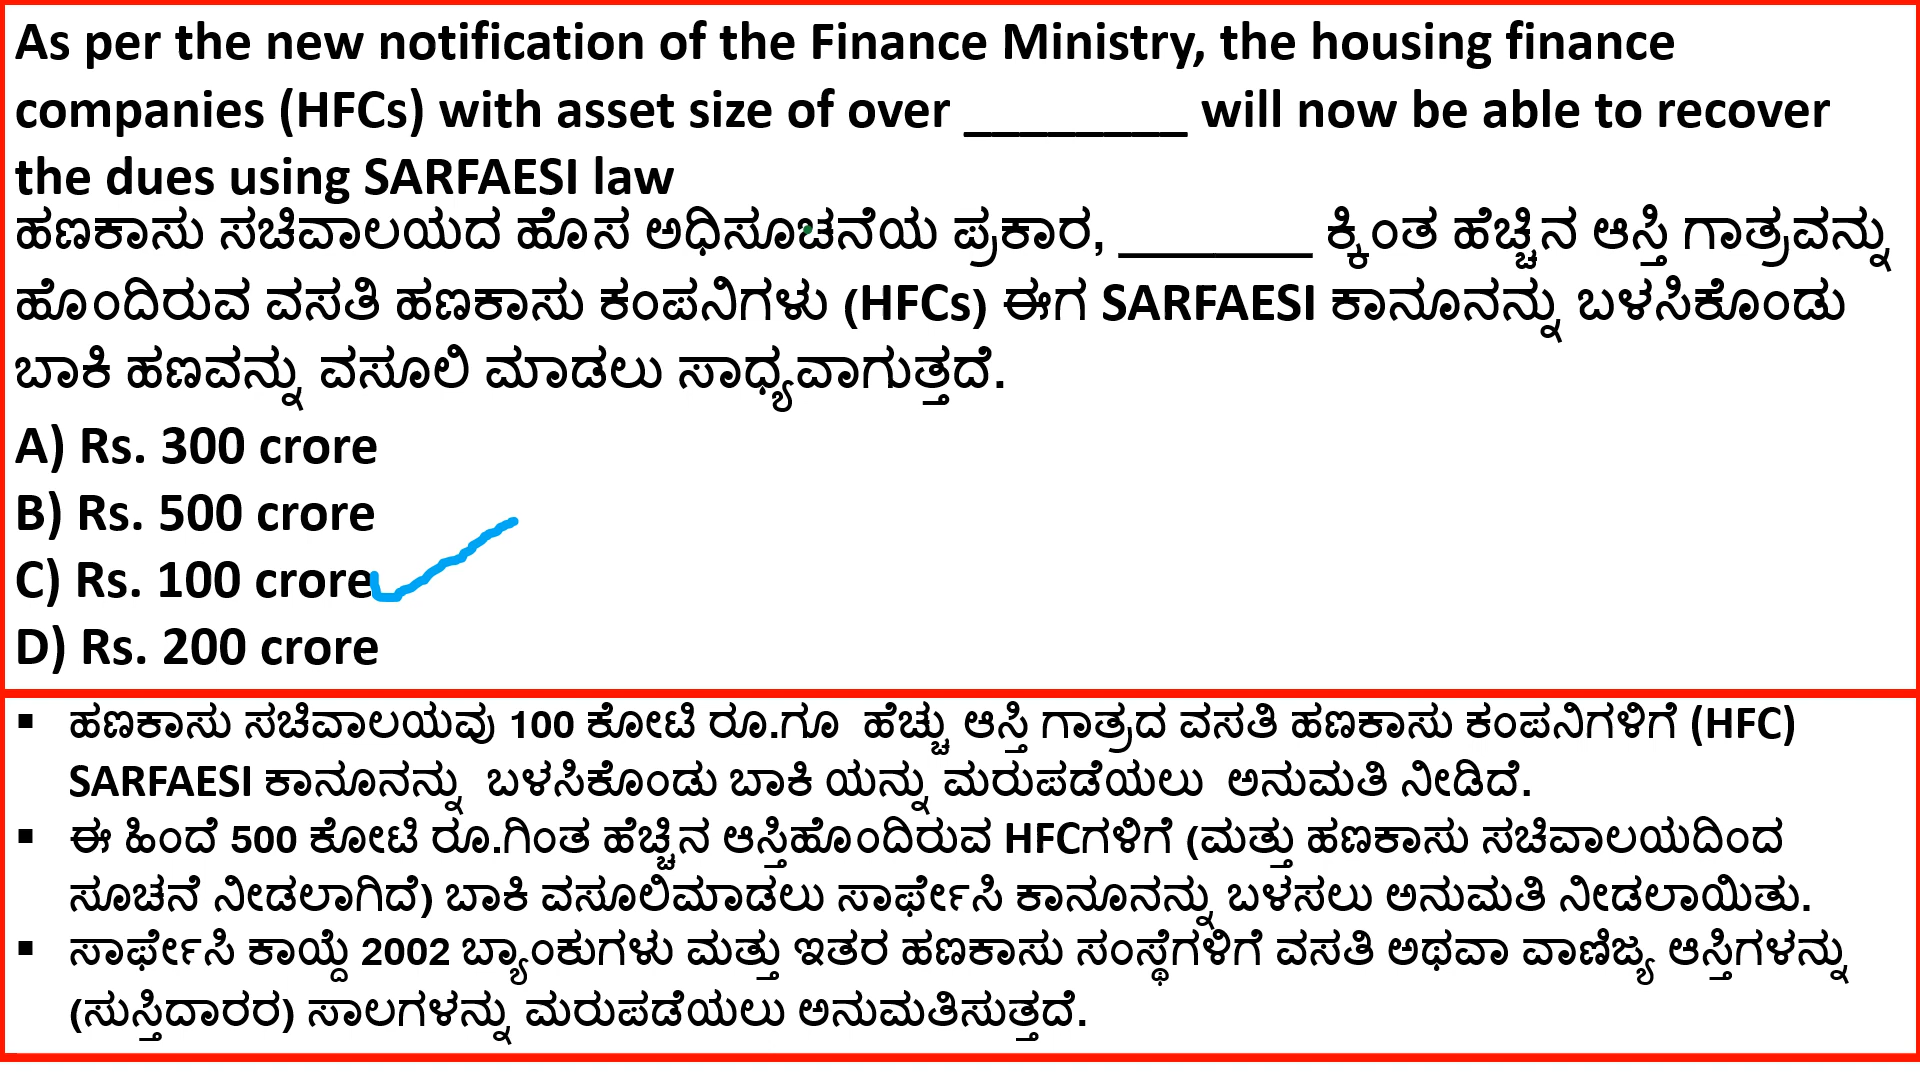 As per the new notification of the Finance Ministry, the housing finance
companies (HFCs) with asset size of over ________ will now be able to recover
the dues using SARFAESI law
ಹಣಕಾಸು ಸಚಿವಾಲಯದ ಹೊಸ ಅಧಿಸೂಚನೆಯ ಪ್ರಕಾರ, _______ ಕ್ಕಿಂತ ಹೆಚ್ಚಿನ ಆಸ್ತಿ ಗಾತ್ರವನ್ನು
ಹೊಂದಿರುವ ವಸತಿ ಹಣಕಾಸು ಕಂಪನಿಗಳು (HFCs) ಈಗ SARFAESI ಕಾನೂನನ್ನು ಬಳಸಿಕೊಂಡು
ಬಾಕಿ ಹಣವನ್ನು ವಸೂಲಿ ಮಾಡಲು ಸಾಧ್ಯವಾಗುತ್ತದೆ.
A) Rs. 300 crore
B) Rs. 500 crore
C) Rs. 100 crore
D) Rs. 200 crore
▪ ಹಣಕಾಸು ಸಚಿವಾಲಯವು 100 ಕೋಟಿ ರೂ.ಗೂ ಹೆಚ್ಚು ಆಸ್ತಿ ಗಾತ್ರದ ವಸತಿ ಹಣಕಾಸು ಕಂಪನಿಗಳಿಗೆ (HFC)
SARFAESI ಕಾನೂನನ್ನು ಬಳಸಿಕೊಂಡು ಬಾಕಿ ಯನ್ನು ಮರುಪಡೆಯಲು ಅನುಮತಿ ನೀಡಿದೆ.
▪ ಈ ಹಿಂದೆ 500 ಕೋಟಿ ರೂ.ಗಿಂತ ಹೆಚ್ಚಿನ ಆಸ್ತಿಹೊಂದಿರುವ HFCಗಳಿಗೆ (ಮತ್ತು ಹಣಕಾಸು ಸಚಿವಾಲಯದಿಂದ
ಸೂಚನೆ ನೀಡಲಾಗಿದೆ) ಬಾಕಿ ವಸೂಲಿಮಾಡಲು ಸಾರ್ಫೇಸಿ ಕಾನೂನನ್ನು ಬಳಸಲು ಅನುಮತಿ ನೀಡಲಾಯಿತು.
▪ ಸಾರ್ಫೇಸಿ ಕಾಯ್ದೆ 2002 ಬ್ಯಾಂಕುಗಳು ಮತ್ತು ಇತರ ಹಣಕಾಸು ಸಂಸ್ಥೆಗಳಿಗೆ ವಸತಿ ಅಥವಾ ವಾಣಿಜ್ಯ ಆಸ್ತಿಗಳನ್ನು
(ಸುಸ್ತಿದಾರರ) ಸಾಲಗಳನ್ನು ಮರುಪಡೆಯಲು ಅನುಮತಿಸುತ್ತದೆ.